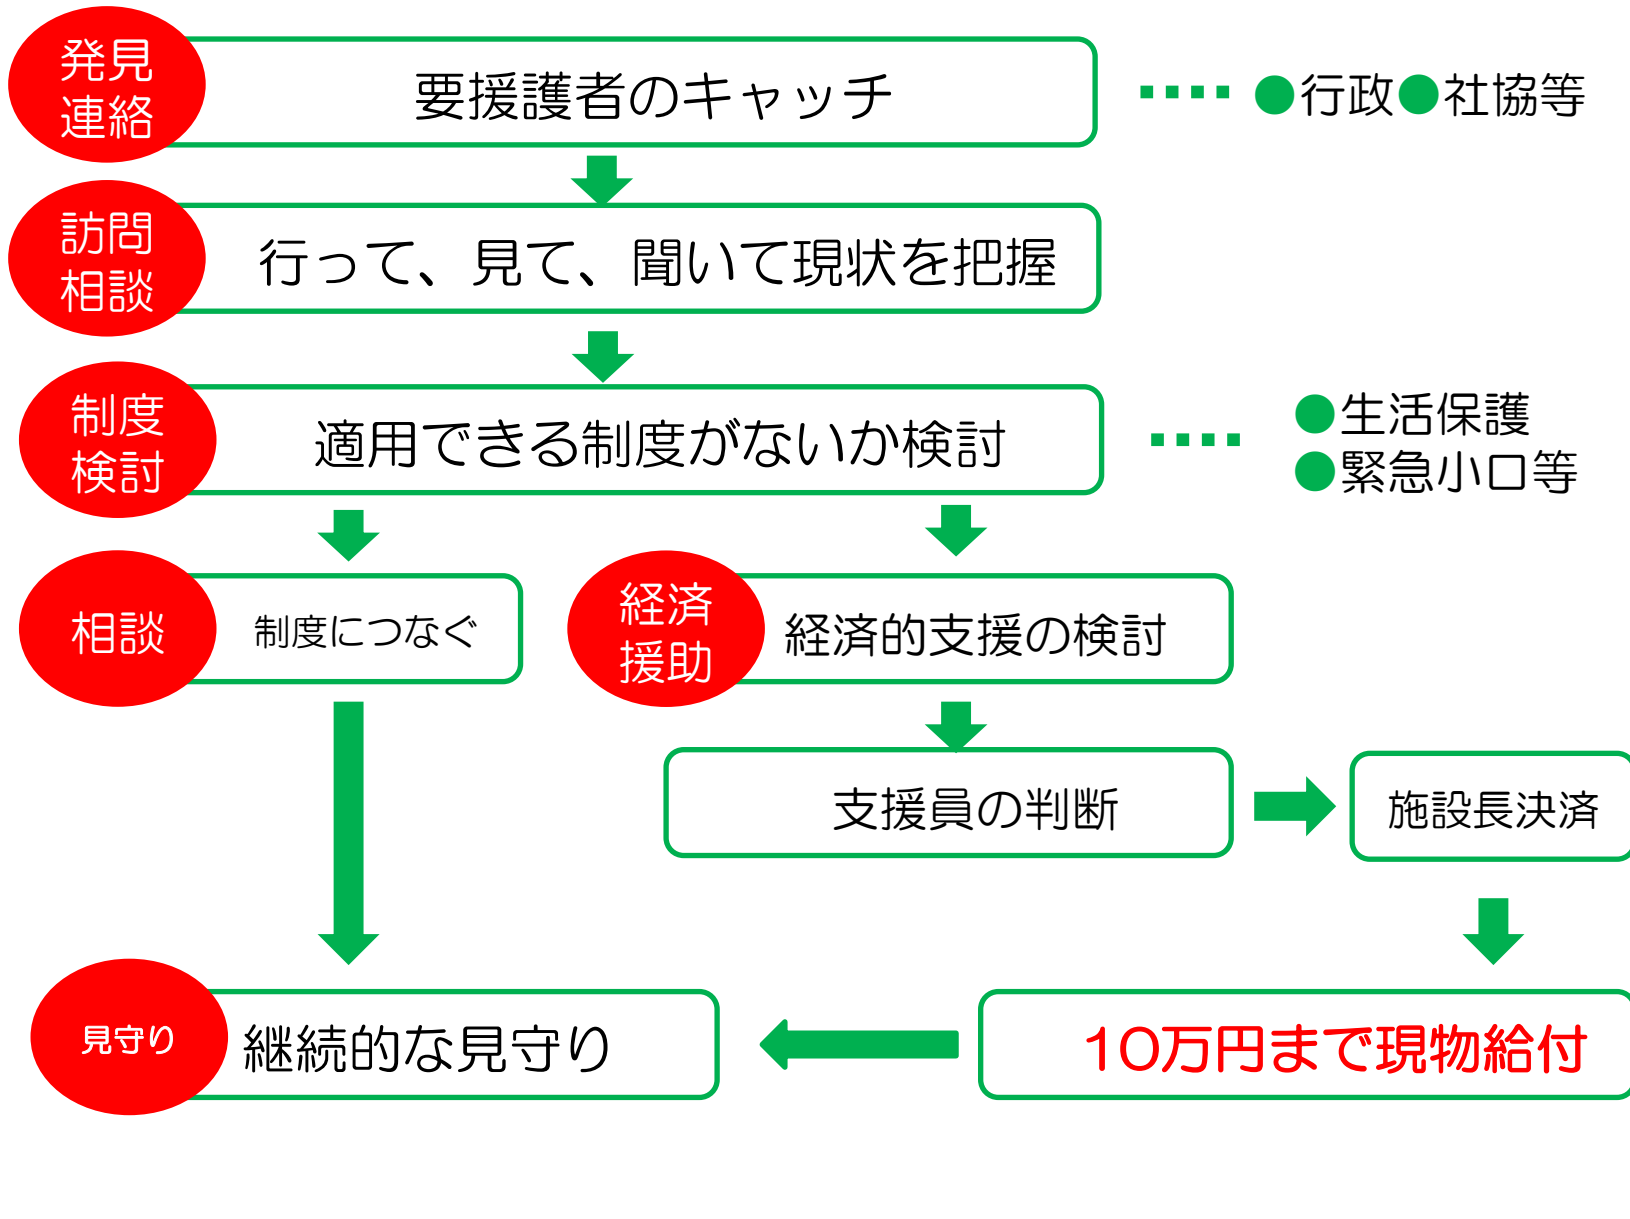 発見
連絡
要援護者のキャッチ
●行政●社協等
訪問
相談
行って、見て、聞いて現状を把握
制度
検討
適用できる制度がないか検討
●生活保護
●緊急小口等
相談
制度につなぐ
経済
援助
経済的支援の検討
支援員の判断
施設長決済
見守り
継続的な見守り
10万円まで現物給付